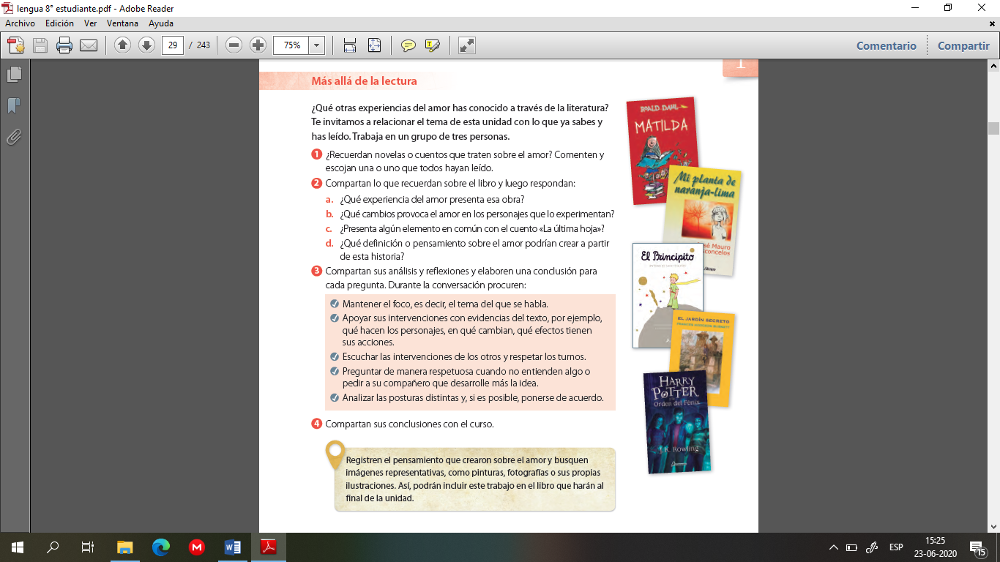 lengua 8° estudiante.pdf - Adobe Reader
Archivo Edición Ver Ventana Ayuda
29 / 243 75% Comentario Compartir
1
Más allá de la lectura
¿Qué otras experiencias del amor has conocido a través de la literatura?
Te invitamos a relacionar el tema de esta unidad con lo que ya sabes y
has leído. Trabaja en un grupo de tres personas.
1 ¿Recuerdan novelas o cuentos que traten sobre el amor? Comenten y
escojan una o uno que todos hayan leído.
2 Compartan lo que recuerdan sobre el libro y luego respondan:
a. ¿Qué experiencia del amor presenta esa obra?
b. ¿Qué cambios provoca el amor en los personajes que lo experimentan?
c. ¿Presenta algún elemento en común con el cuento «La última hoja»?
d. ¿Qué definición o pensamiento sobre el amor podrían crear a partir
de esta historia?
3 Compartan sus análisis y reflexiones y elaboren una conclusión para
cada pregunta. Durante la conversación procuren:
Mantener el foco, es decir, el tema del que se habla.
Apoyar sus intervenciones con evidencias del texto, por ejemplo,
qué hacen los personajes, en qué cambian, qué efectos tienen
sus acciones.
Escuchar las intervenciones de los otros y respetar los turnos.
Preguntar de manera respetuosa cuando no entienden algo o
pedir a su compañero que desarrolle más la idea.
Analizar las posturas distintas y, si es posible, ponerse de acuerdo.
4 Compartan sus conclusiones con el curso.
Registren el pensamiento que crearon sobre el amor y busquen
imágenes representativas, como pinturas, fotografías o sus propias
ilustraciones. Así, podrán incluir este trabajo en el libro que harán al
final de la unidad.
ROALD DAHL
MATILDA
Mi planta de
naranja-lima
José Mauro
Vasconcelos
El Principito
EL JARDÍN SECRETO
FRANCES HODGSON BURNETT
HARRY
POTTER
Orden del Fénix
J.K. Rowling
ESP
15:25
23-06-2020
15